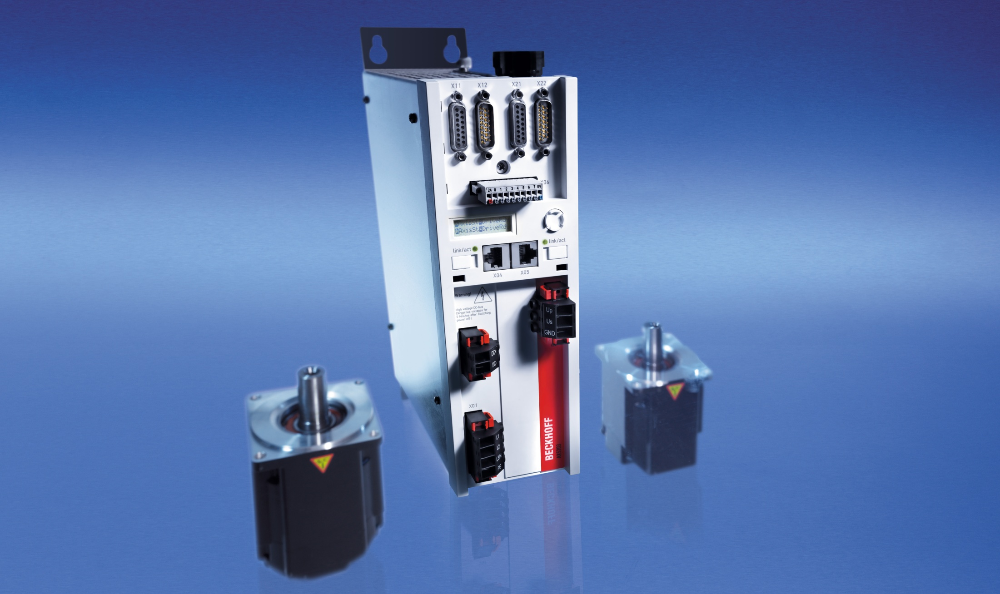 X11 X12 X21 X22
X06
24 0 1 2 3 4 5 6 7 0V
AxisSt=DriveRd
BAxisSt=DriveRd
link/act
link/act
X04 X05
Warning!
High voltage DC-bus
Dangerous voltages for
5 Minutes after switching
power off !
Up
Us
GND
DC+
DC-
X01
L1
L2
L3/N
PE
BECKHOFF
AX5203